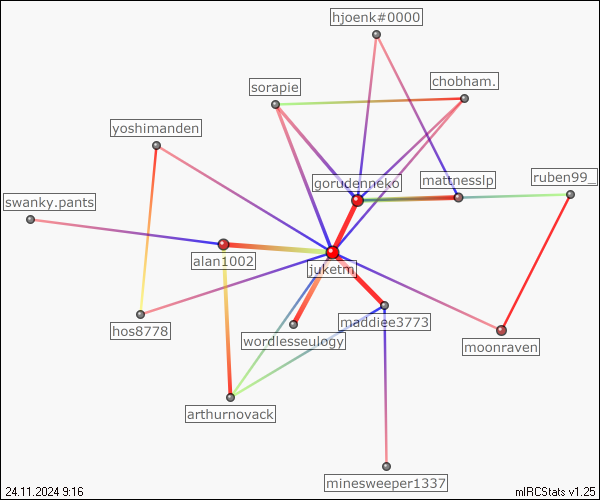 hjoenk#0000
chobham.
sorapie
yoshimanden
ruben99_
mattnesslp
gorudenneko
swanky.pants
alan1002
juketm
maddiee3773
hos8778
wordlesseulogy
moonraven
arthurnovack
minesweeper1337
24.11.2024 9:16
mIRCStats v1.25